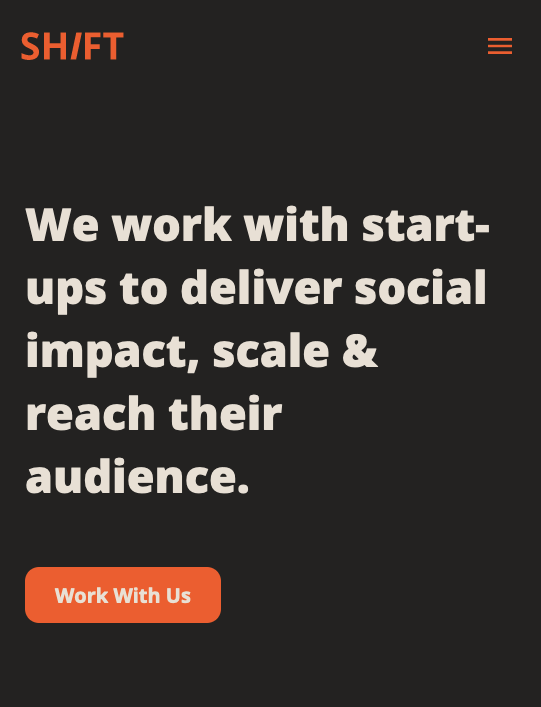 SH/FT
We work with start-
ups to deliver social
impact, scale &
reach their
audience.
Work With Us